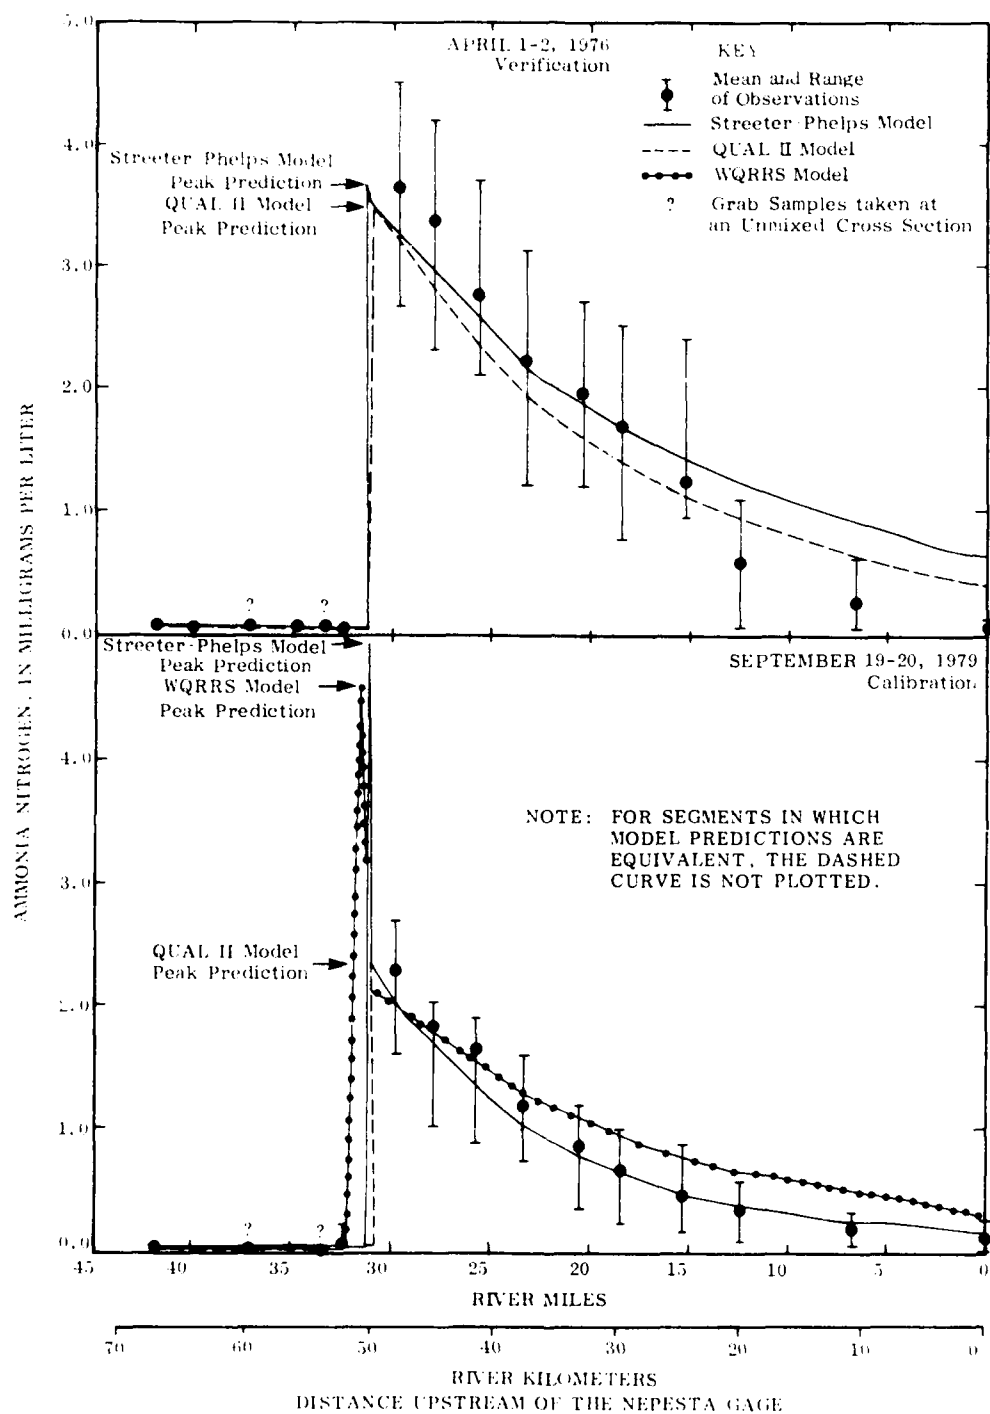 5.0
APRIL 1-2, 1976
Verification
KEY
Mean and Range
of Observations
Streeter-Phelps Model
QUAL II Model
WQRRS Model
? Grab Samples taken at
an Unmixed Cross Section
4.0
Streeter Phelps Model
Peak Prediction
QUAL II Model
Peak Prediction
3.0
2.0
1.0
? ?
0.0
AMMONIA NITROGEN, IN MILLIGRAMS PER LITER
Streeter-Phelps Model
Peak Prediction
WQRRS Model
Peak Prediction
SEPTEMBER 19-20, 1979
Calibration
4.0
NOTE: FOR SEGMENTS IN WHICH
MODEL PREDICTIONS ARE
EQUIVALENT, THE DASHED
CURVE IS NOT PLOTTED.
3.0
QUAL II Model
Peak Prediction
2.0
1.0
? ?
0.0
45 40 30 25 20 15 10 5 0
RIVER MILES
70 60 50 40 30 20 10 0
RIVER KILOMETERS
DISTANCE UPSTREAM OF THE NEPESTA GAGE